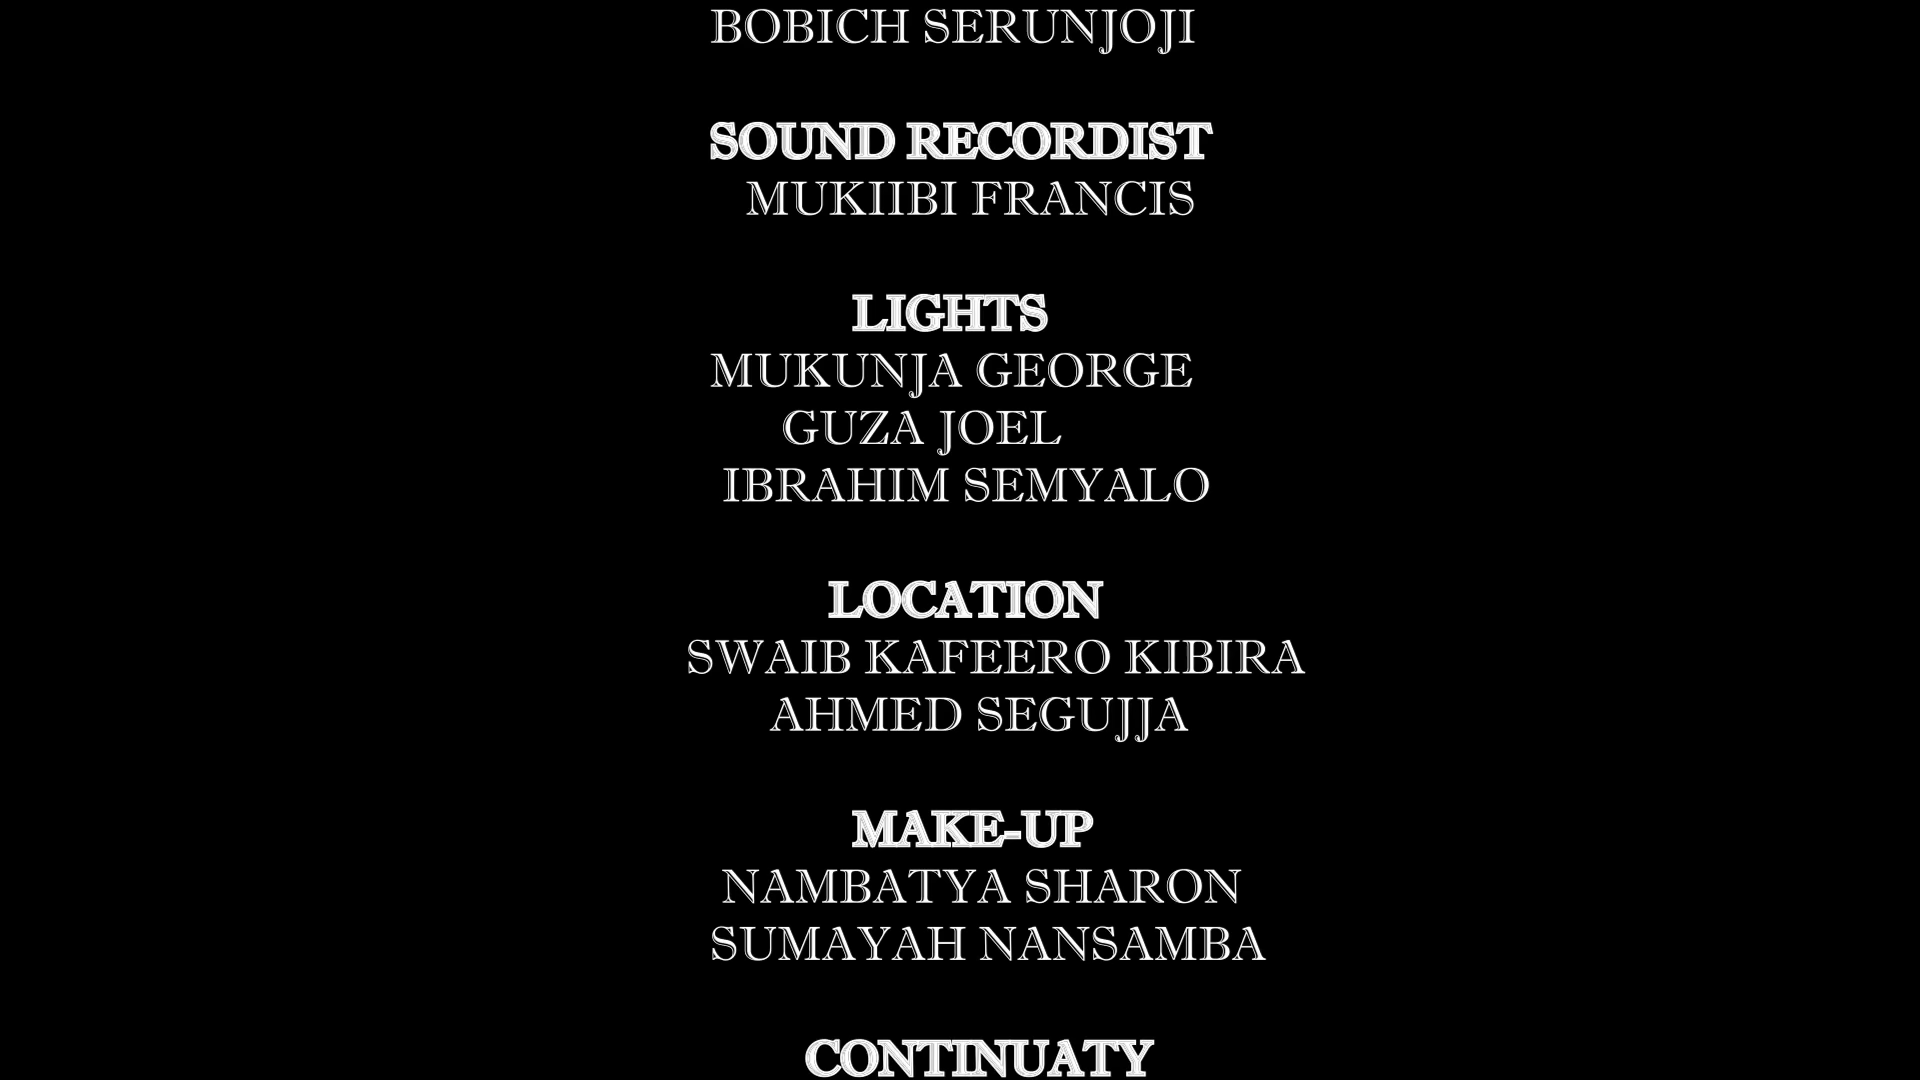 BOBICH SERUNJOJI
SOUND RECORDIST
MUKIIBI FRANCIS
LIGHTS
MUKUNJA GEORGE
GUZA JOEL
IBRAHIM SEMYALO
LOCATION
SWAIB KAFEERO KIBIRA
AHMED SEGUJJA
MAKE-UP
NAMBATYA SHARON
SUMAYAH NANSAMBA
CONTINUATY